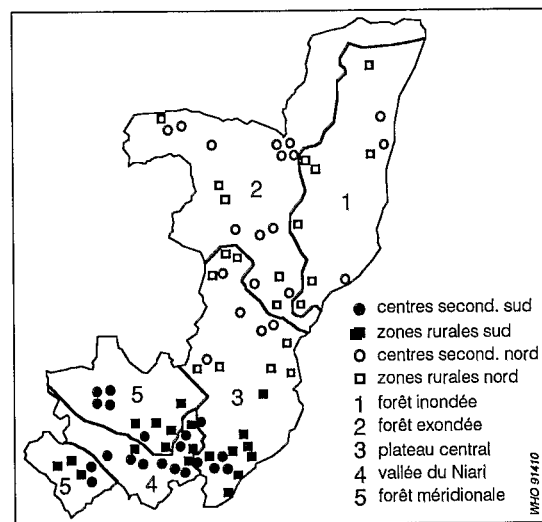 2
1
centres second. sud
zones rurales sud
centres second. nord
zones rurales nord
1 forêt inondée
2 forêt exondée
3 plateau central
4 vallée du Niari
5 forêt méridionale
5
3
5
4
WHO 91410